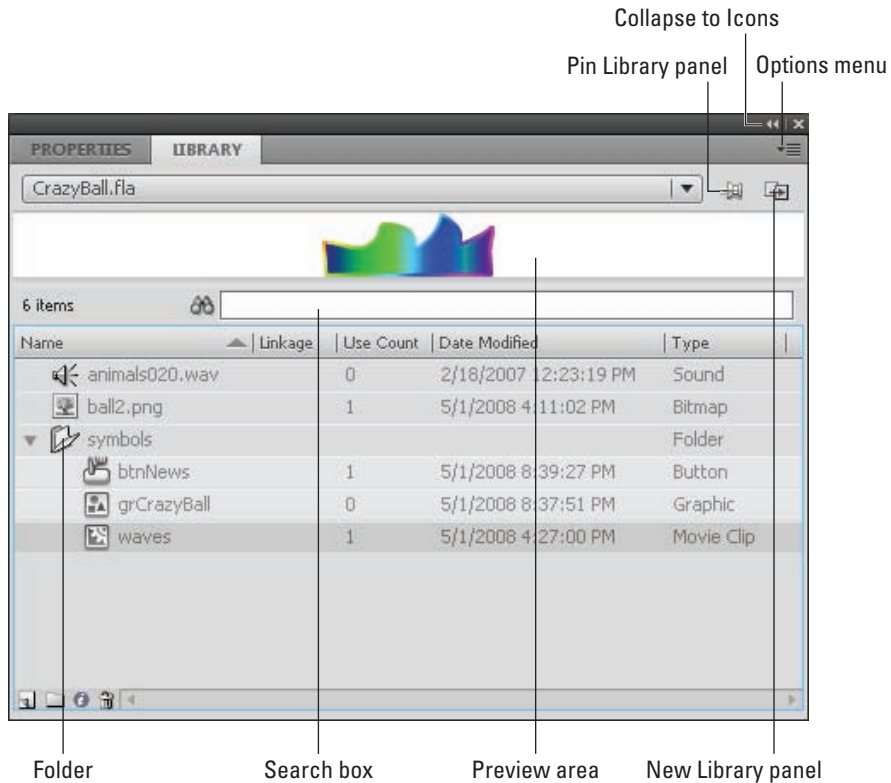 Collapse to Icons
Pin Library panel
Options menu
PROPERTIES
LIBRARY
CrazyBall.fla
6 items
Name Linkage Use Count Date Modified Type
animals020.wav 0 2/18/2007 12:23:19 PM Sound
ball2.png 1 5/1/2008 4:11:02 PM Bitmap
symbols Folder
btnNews 1 5/1/2008 8:39:27 PM Button
grCrazyBall 0 5/1/2008 8:37:51 PM Graphic
waves 1 5/1/2008 4:27:00 PM Movie Clip
Folder
Search box
Preview area
New Library panel